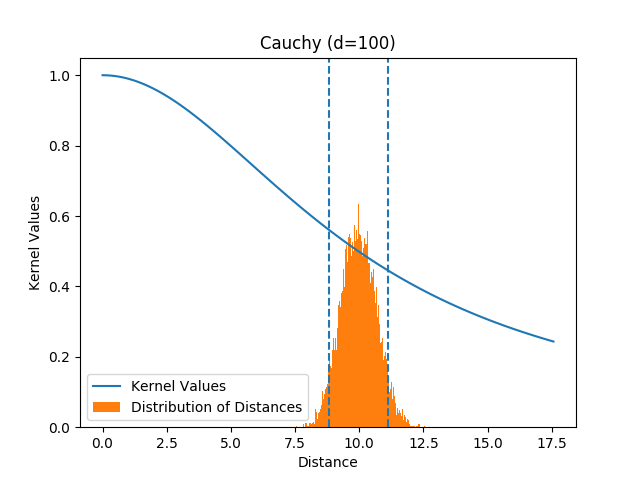 Cauchy (d=100)
Kernel Values
1.0
0.8
0.6
0.4
0.2
0.0
Kernel Values
Distribution of Distances
0.0 2.5 5.0 7.5 10.0 12.5 15.0 17.5
Distance